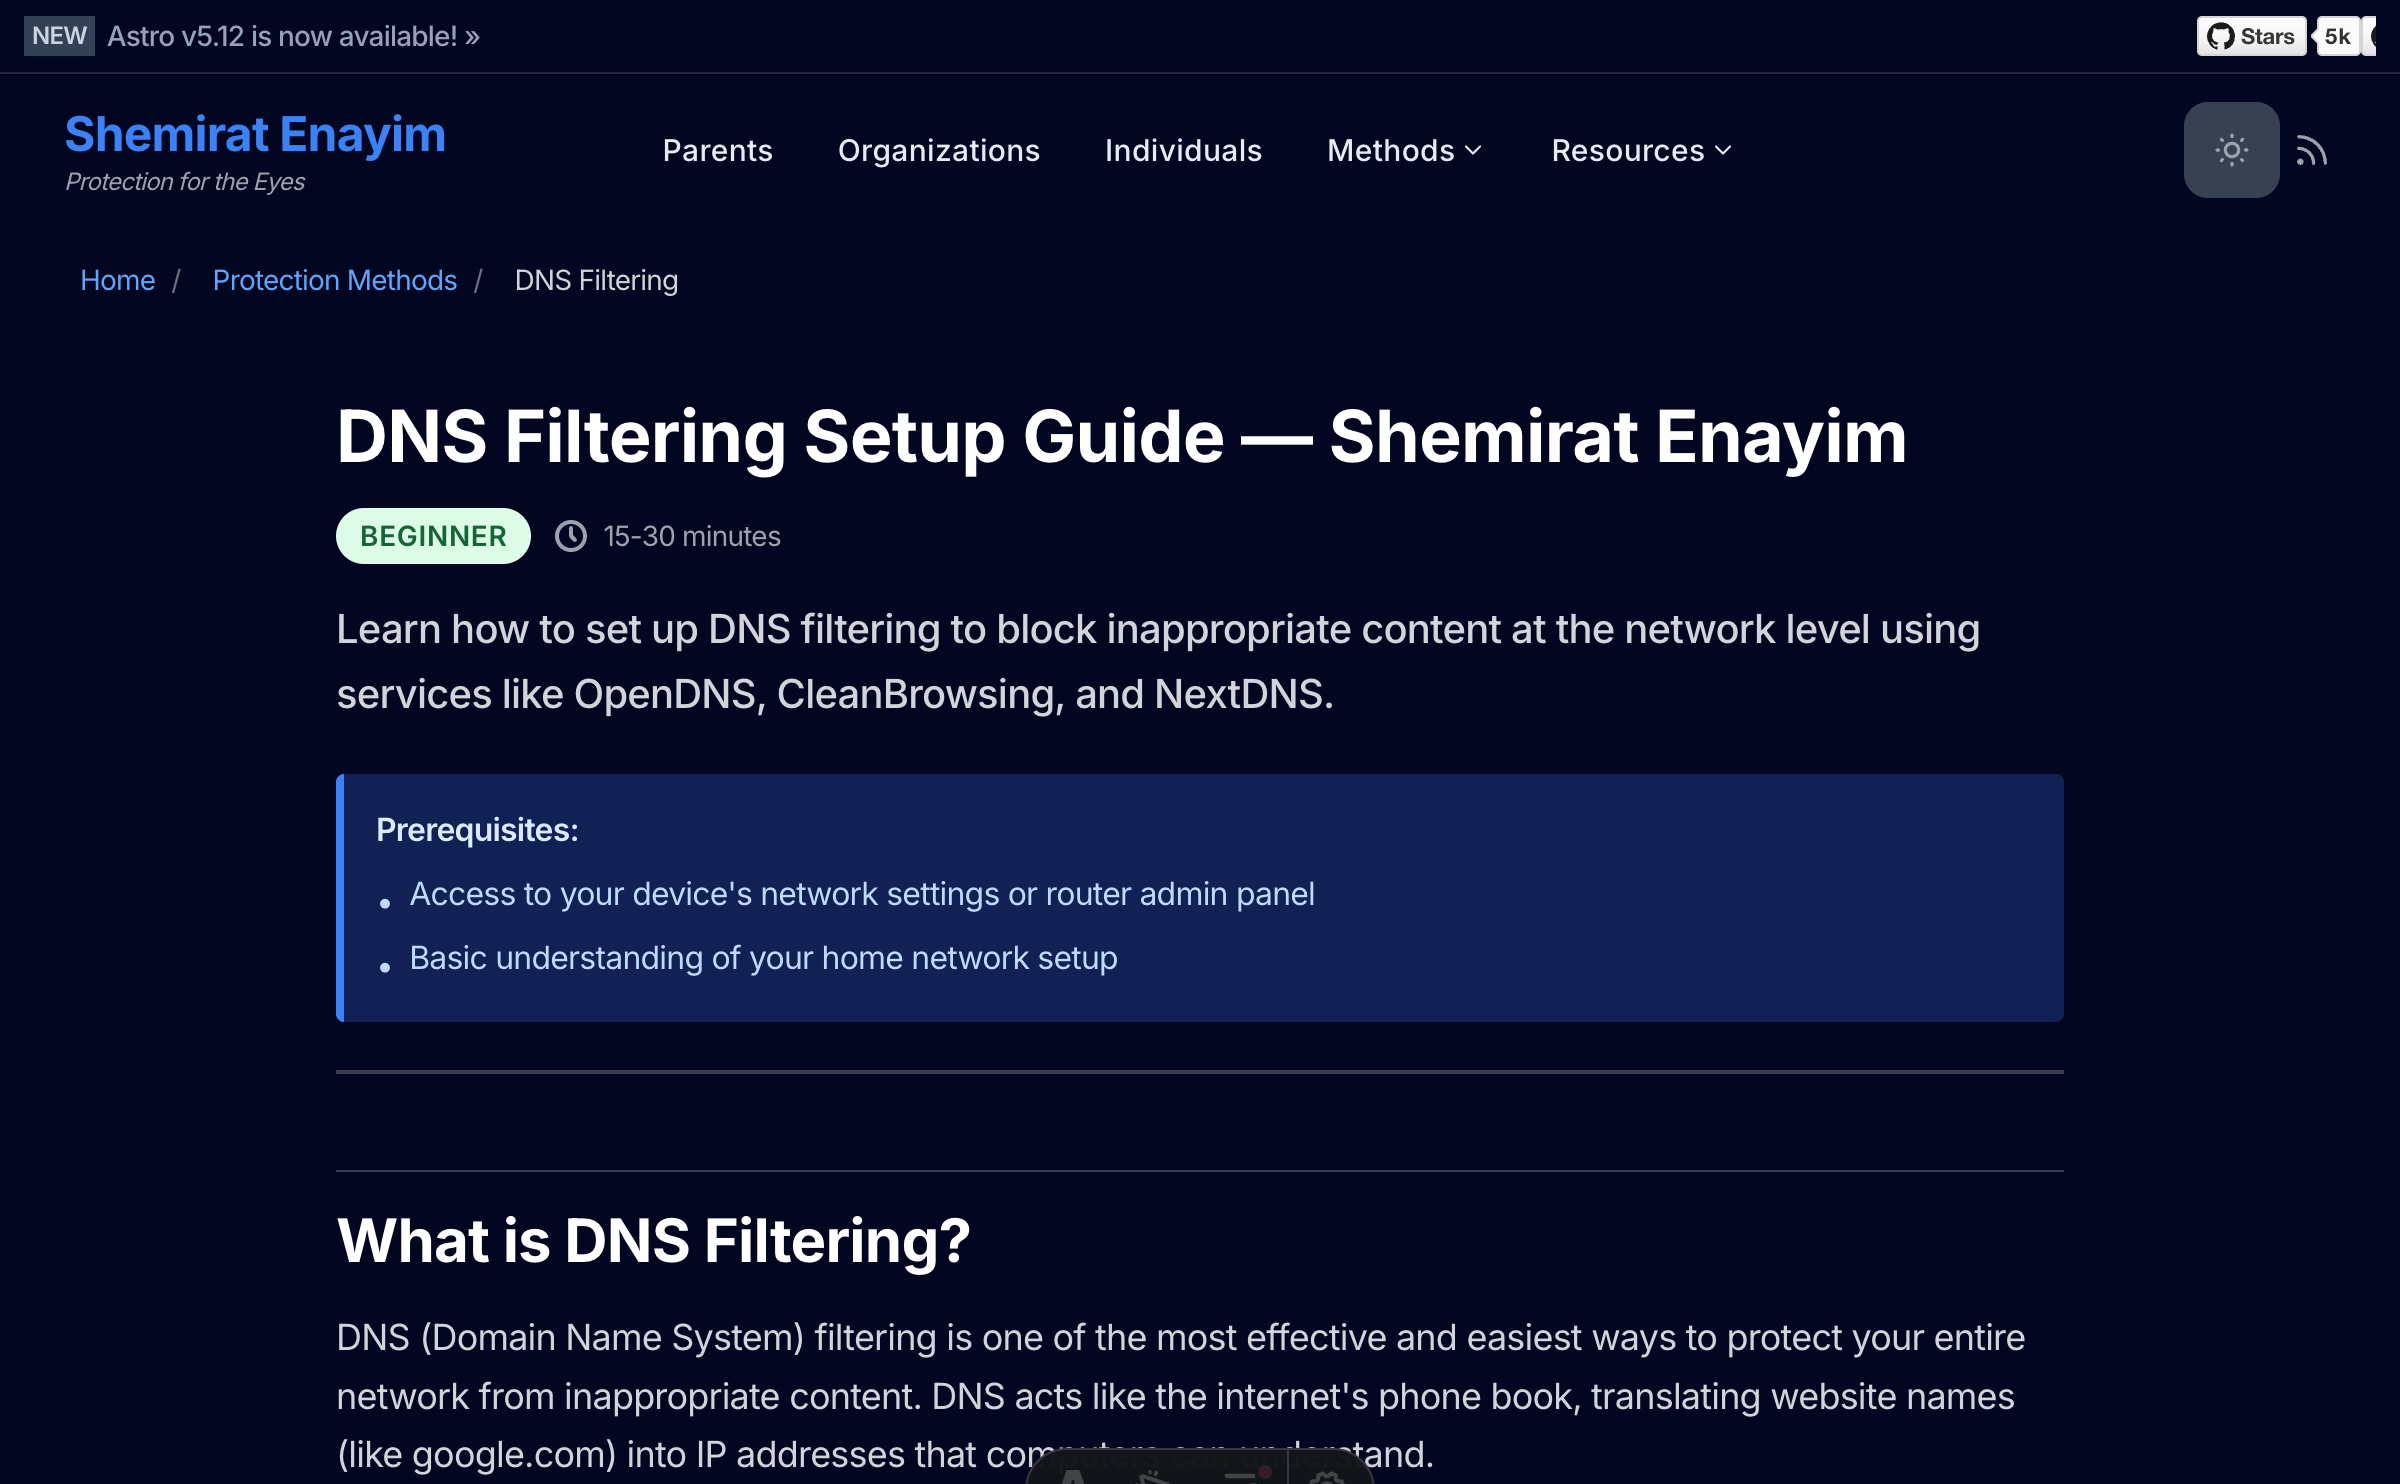 NEW Astro v5.12 is now available! »
Stars 5k
Shemirat Enayim
Protection for the Eyes
Parents Organizations Individuals Methods Resources
Home / Protection Methods / DNS Filtering
DNS Filtering Setup Guide — Shemirat Enayim
BEGINNER 15-30 minutes
Learn how to set up DNS filtering to block inappropriate content at the network level using
services like OpenDNS, CleanBrowsing, and NextDNS.
Prerequisites:
• Access to your device's network settings or router admin panel
• Basic understanding of your home network setup
What is DNS Filtering?
DNS (Domain Name System) filtering is one of the most effective and easiest ways to protect your entire
network from inappropriate content. DNS acts like the internet's phone book, translating website names
(like google.com) into IP addresses that computers can understand.